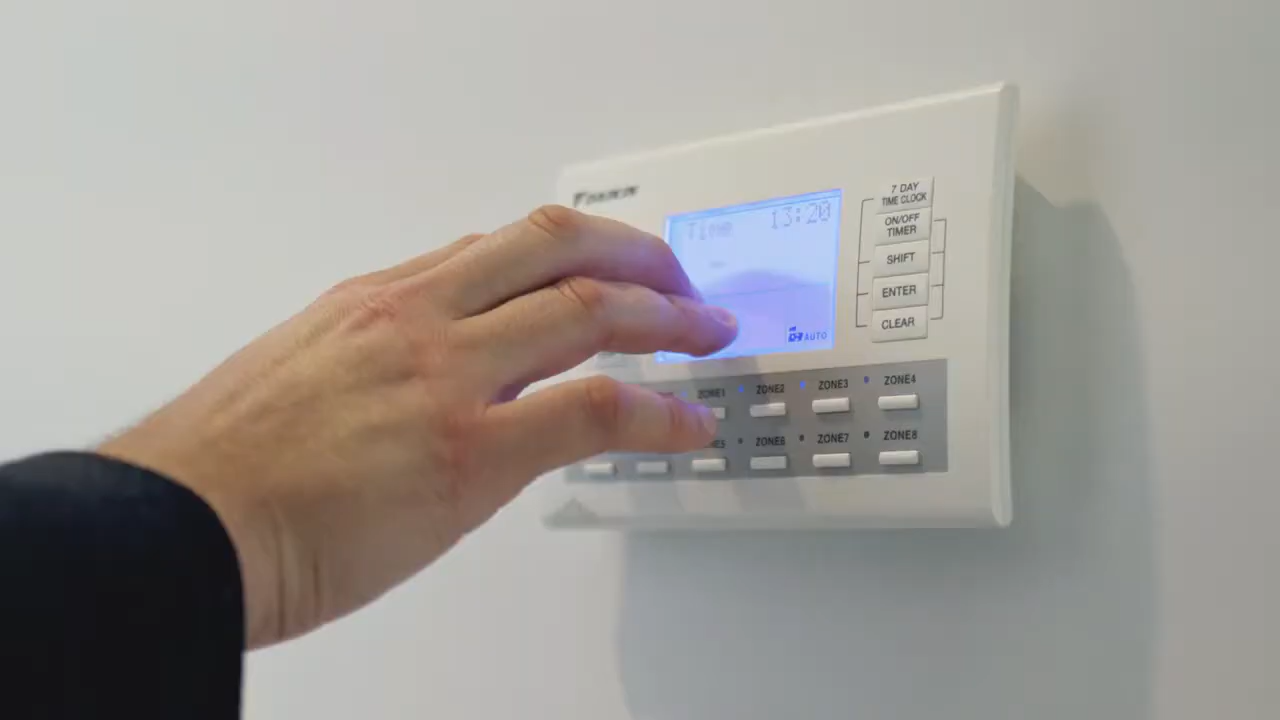 DAIKIN
Time 13:20
AUTO
7 DAY
TIME CLOCK
ON/OFF
TIMER
SHIFT
ENTER
CLEAR
ZONE1 ZONE2 ZONE3 ZONE4
ZONE6 ZONE7 ZONE8